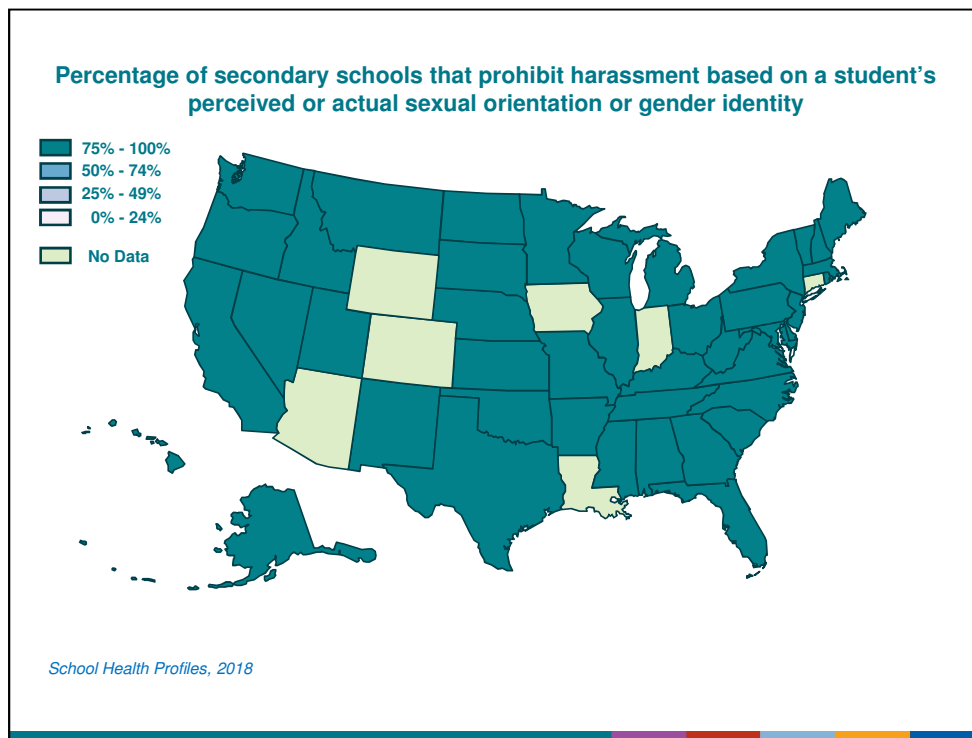 Percentage of secondary schools that prohibit harassment based on a student’s
perceived or actual sexual orientation or gender identity
75% - 100%
50% - 74%
25% - 49%
0% - 24%
No Data
School Health Profiles, 2018